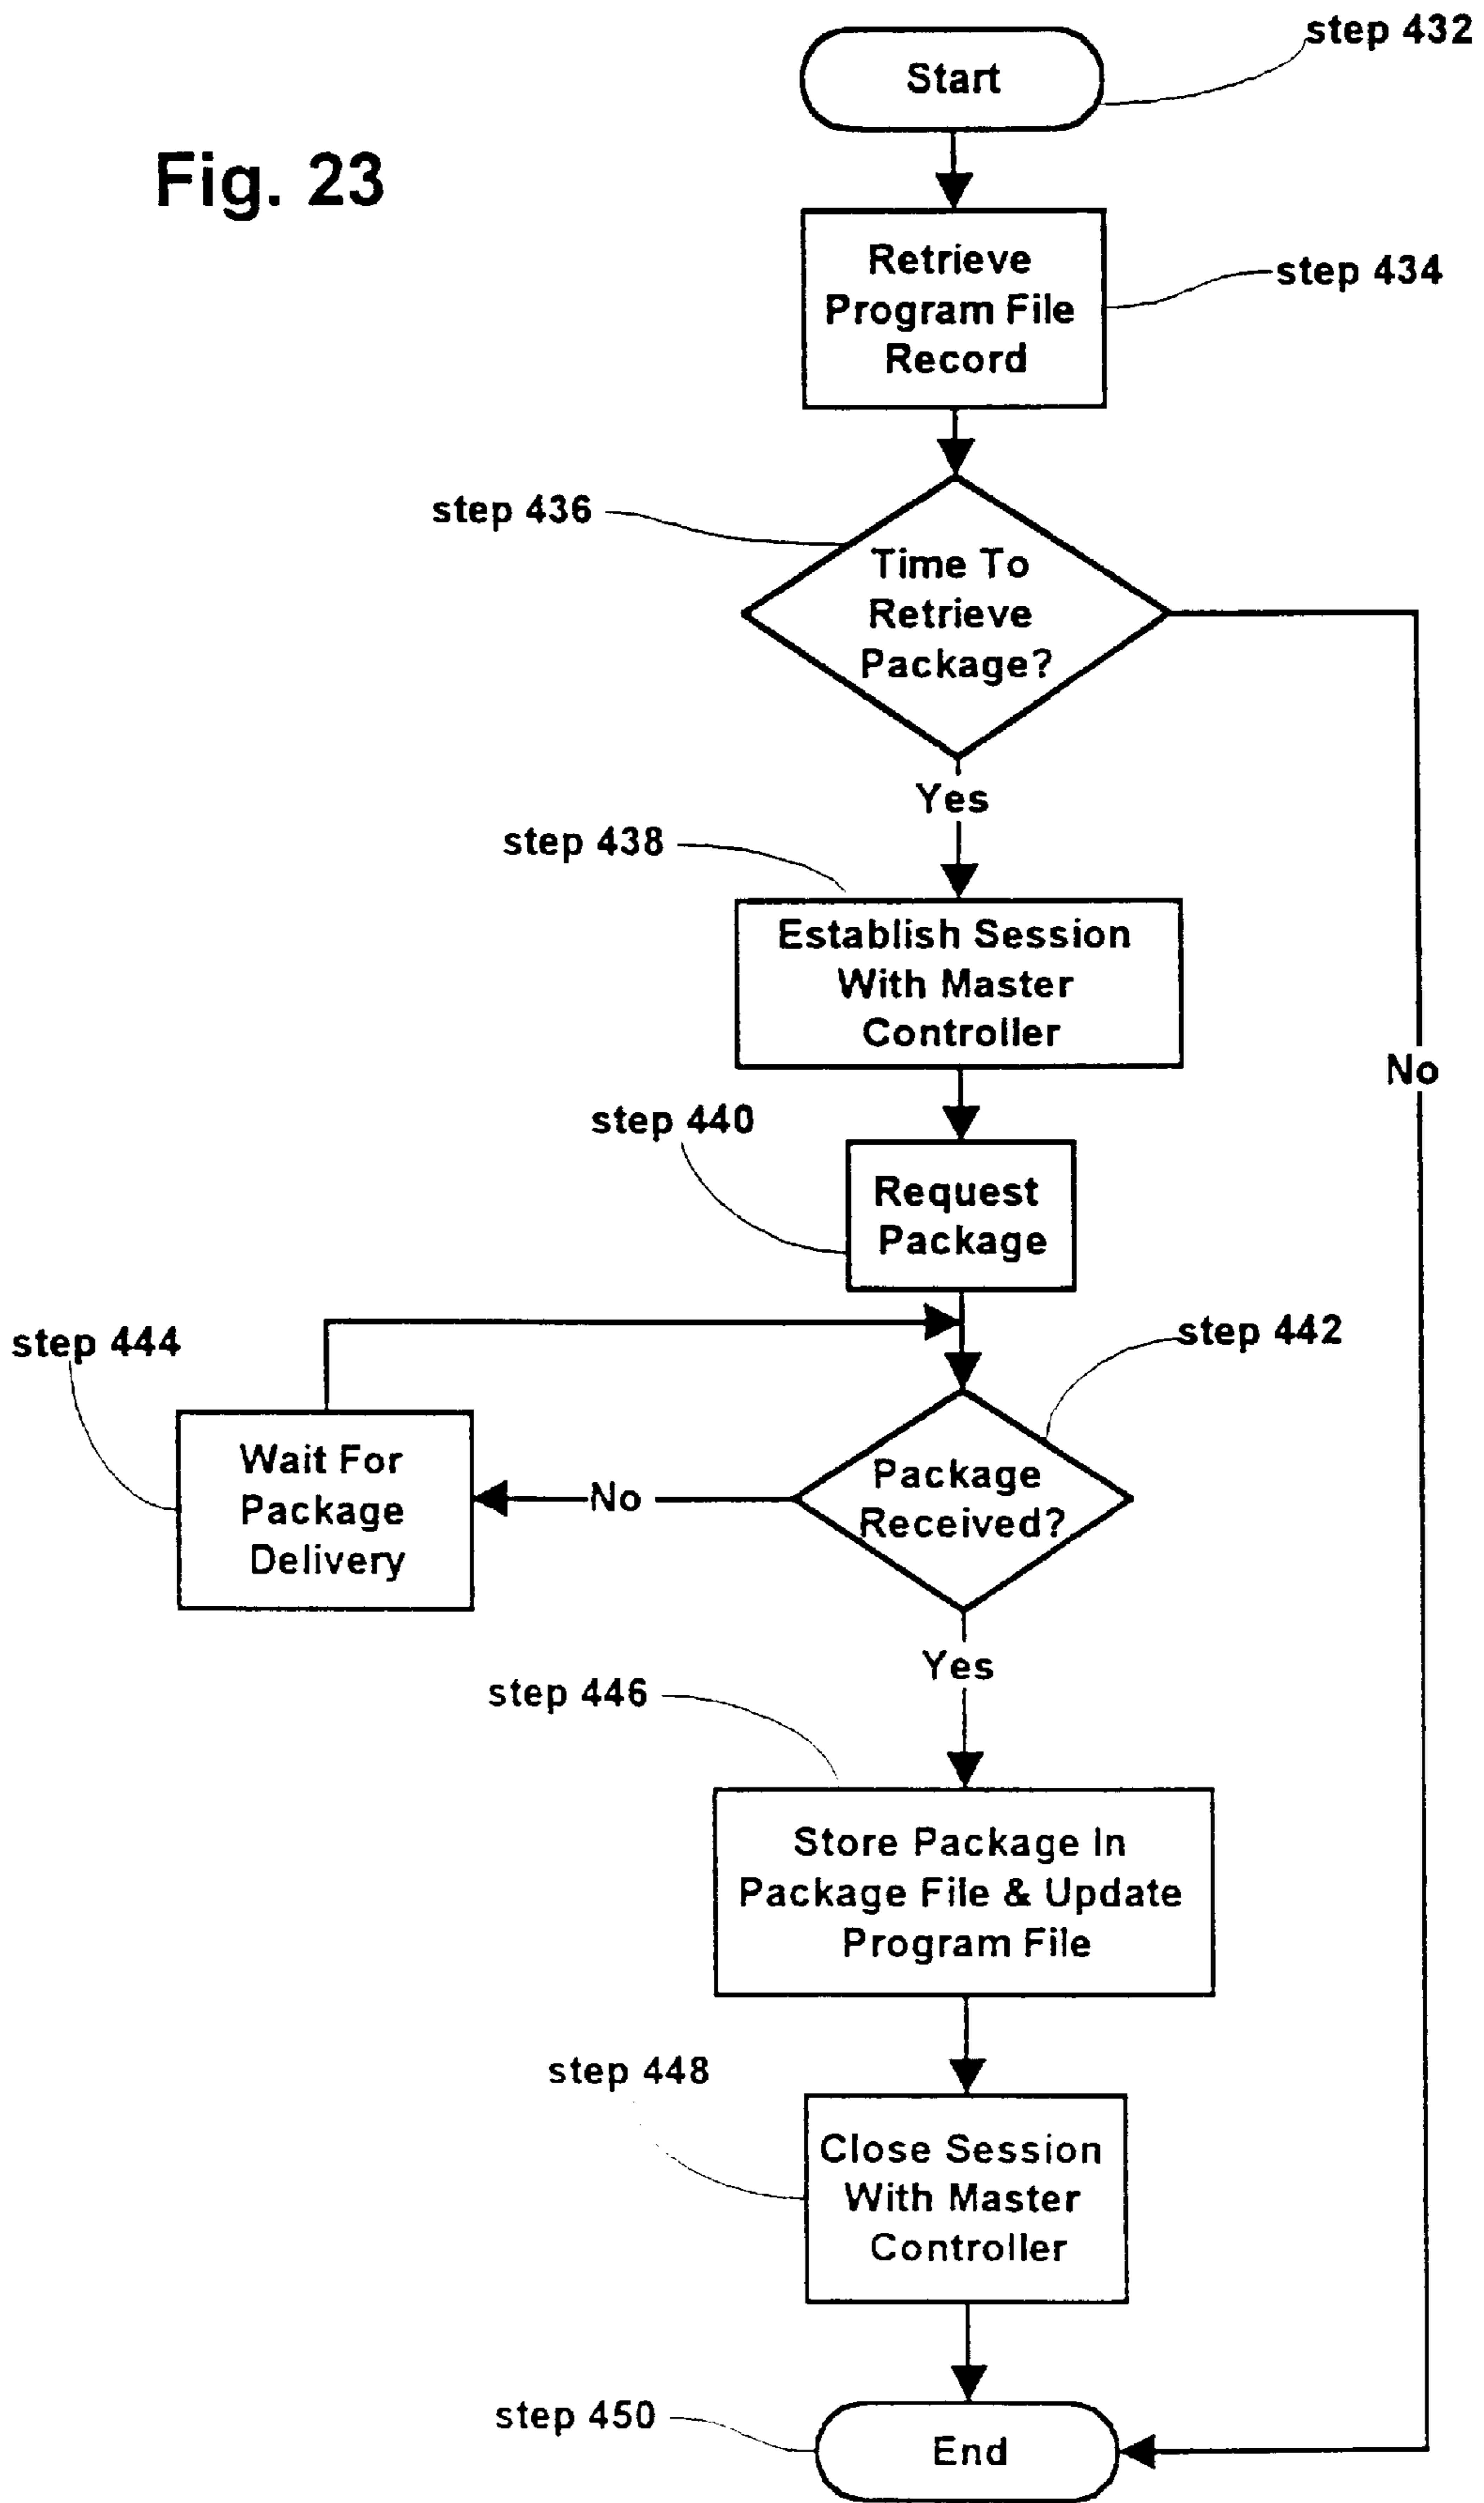 step 432
Start
Fig. 23
Retrieve
Program File
Record
step 434
step 436
Time To
Retrieve
Package?
Yes
step 438
Establish Session
With Master
Controller
No
step 440
Request
Package
step 444
step 442
Wait For
Package
Delivery
No
Package
Received?
Yes
step 446
Store Package In
Package File & Update
Program File
step 448
Close Session
With Master
Controller
step 450
End